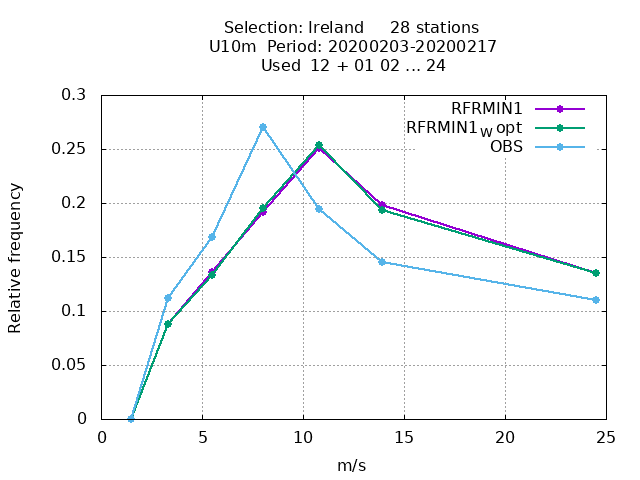 Selection: Ireland 28 stations
U10m Period: 20200203-20200217
Used 12 + 01 02 ... 24
RFRMIN1
RFRMIN1W opt
OBS
Relative frequency
0.3
0.25
0.2
0.15
0.1
0.05
0
0 5 10 15 20 25
m/s